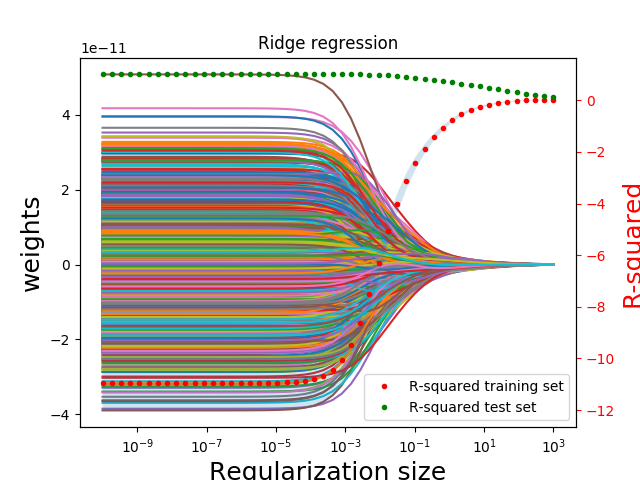 Ridge regression
1e−11
4
2
0
−2
−4
weights
0
−2
−4
−6
−8
−10
−12
R-squared
R-squared training set
R-squared test set
10⁻⁹
10⁻⁷
10⁻⁵
10⁻³
10⁻¹
10¹
10³
Regularization size